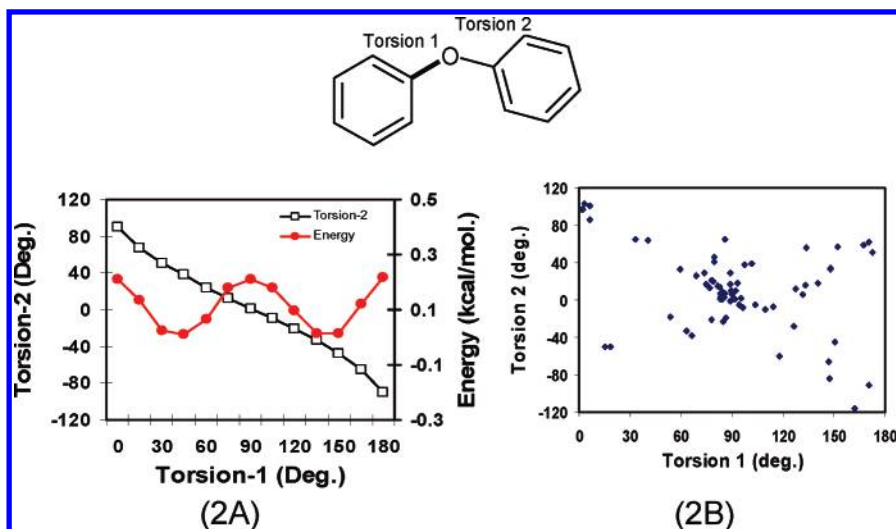 Torsion 1
Torsion 2
O
Torsion-2 (Deg.)
120
80
40
0
-40
-80
-120
Torsion-2
Energy
0.5
0.3
0.1
-0.1
-0.3
Energy (kcal/mol.)
0 30 60 90 120 150 180
Torsion-1 (Deg.)
(2A)
Torsion 2 (deg.)
120
80
40
0
-40
-80
-120
0 30 60 90 120 150 180
Torsion 1 (deg.)
(2B)